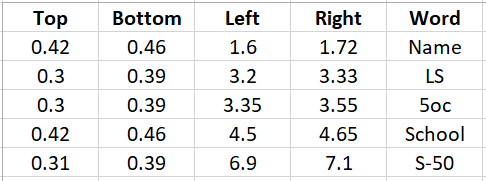 Top Bottom Left Right Word
0.42 0.46 1.6 1.72 Name
0.3 0.39 3.2 3.33 LS
0.3 0.39 3.35 3.55 5oc
0.42 0.46 4.5 4.65 School
0.31 0.39 6.9 7.1 S-50